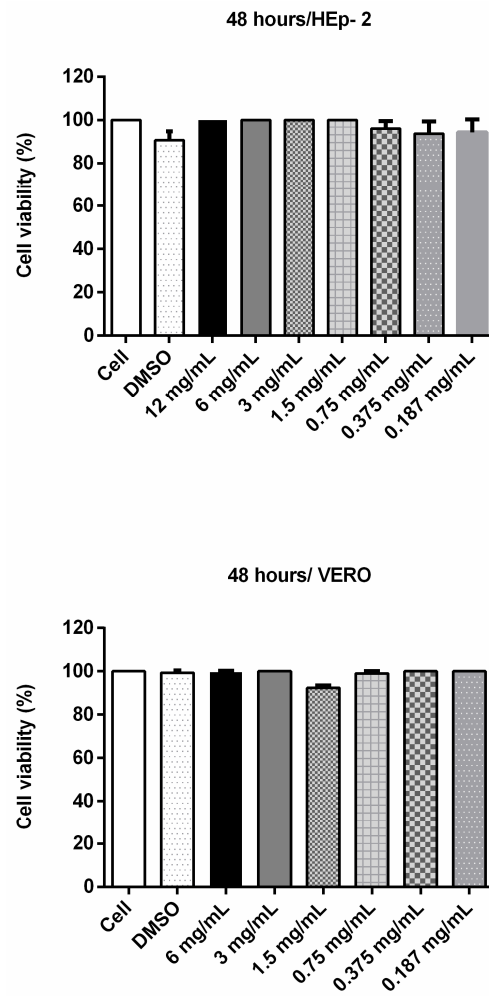 48 hours/HEp- 2
Cell viability (%)
120
100
80
60
40
20
0
Cell
DMSO
12 mg/mL
6 mg/mL
3 mg/mL
1.5 mg/mL
0.75 mg/mL
0.375 mg/mL
0.187 mg/mL
48 hours/ VERO
Cell viability (%)
120
100
80
60
40
20
0
Cell
DMSO
6 mg/mL
3 mg/mL
1.5 mg/mL
0.75 mg/mL
0.375 mg/mL
0.187 mg/mL